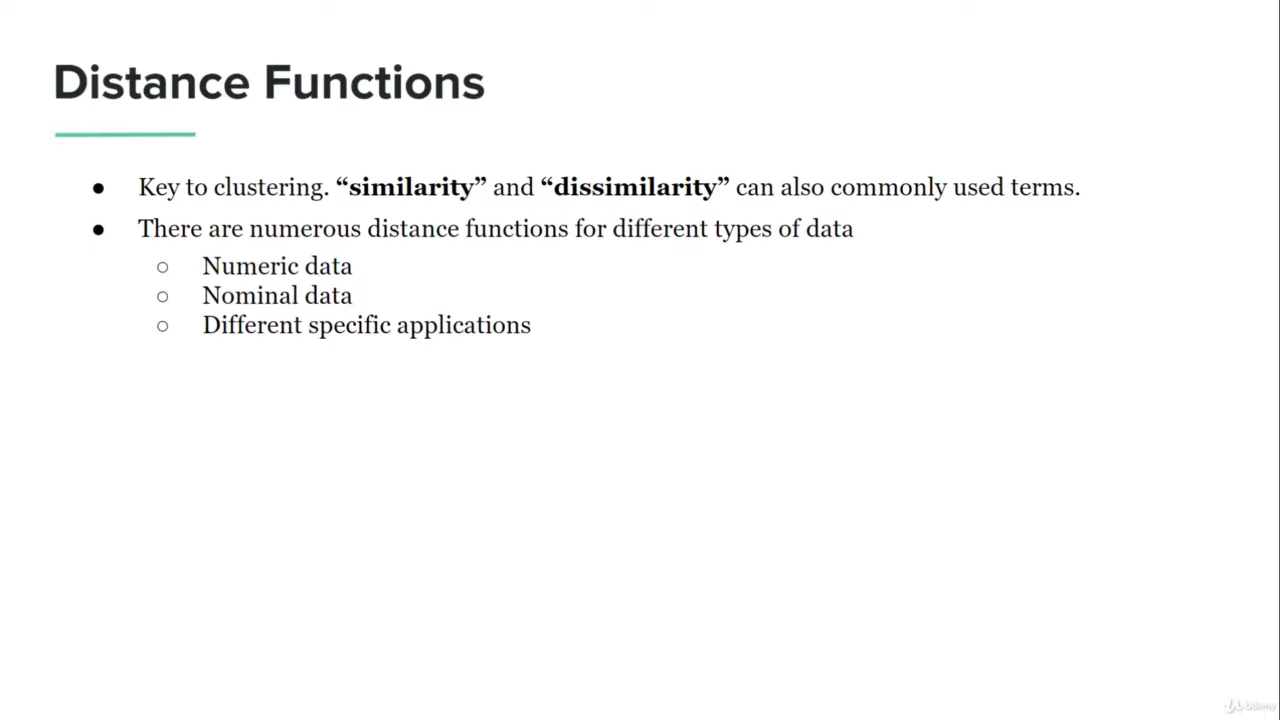 Distance Functions
● Key to clustering. “similarity” and “dissimilarity” can also commonly used terms.
● There are numerous distance functions for different types of data
○ Numeric data
○ Nominal data
○ Different specific applications
Udemy